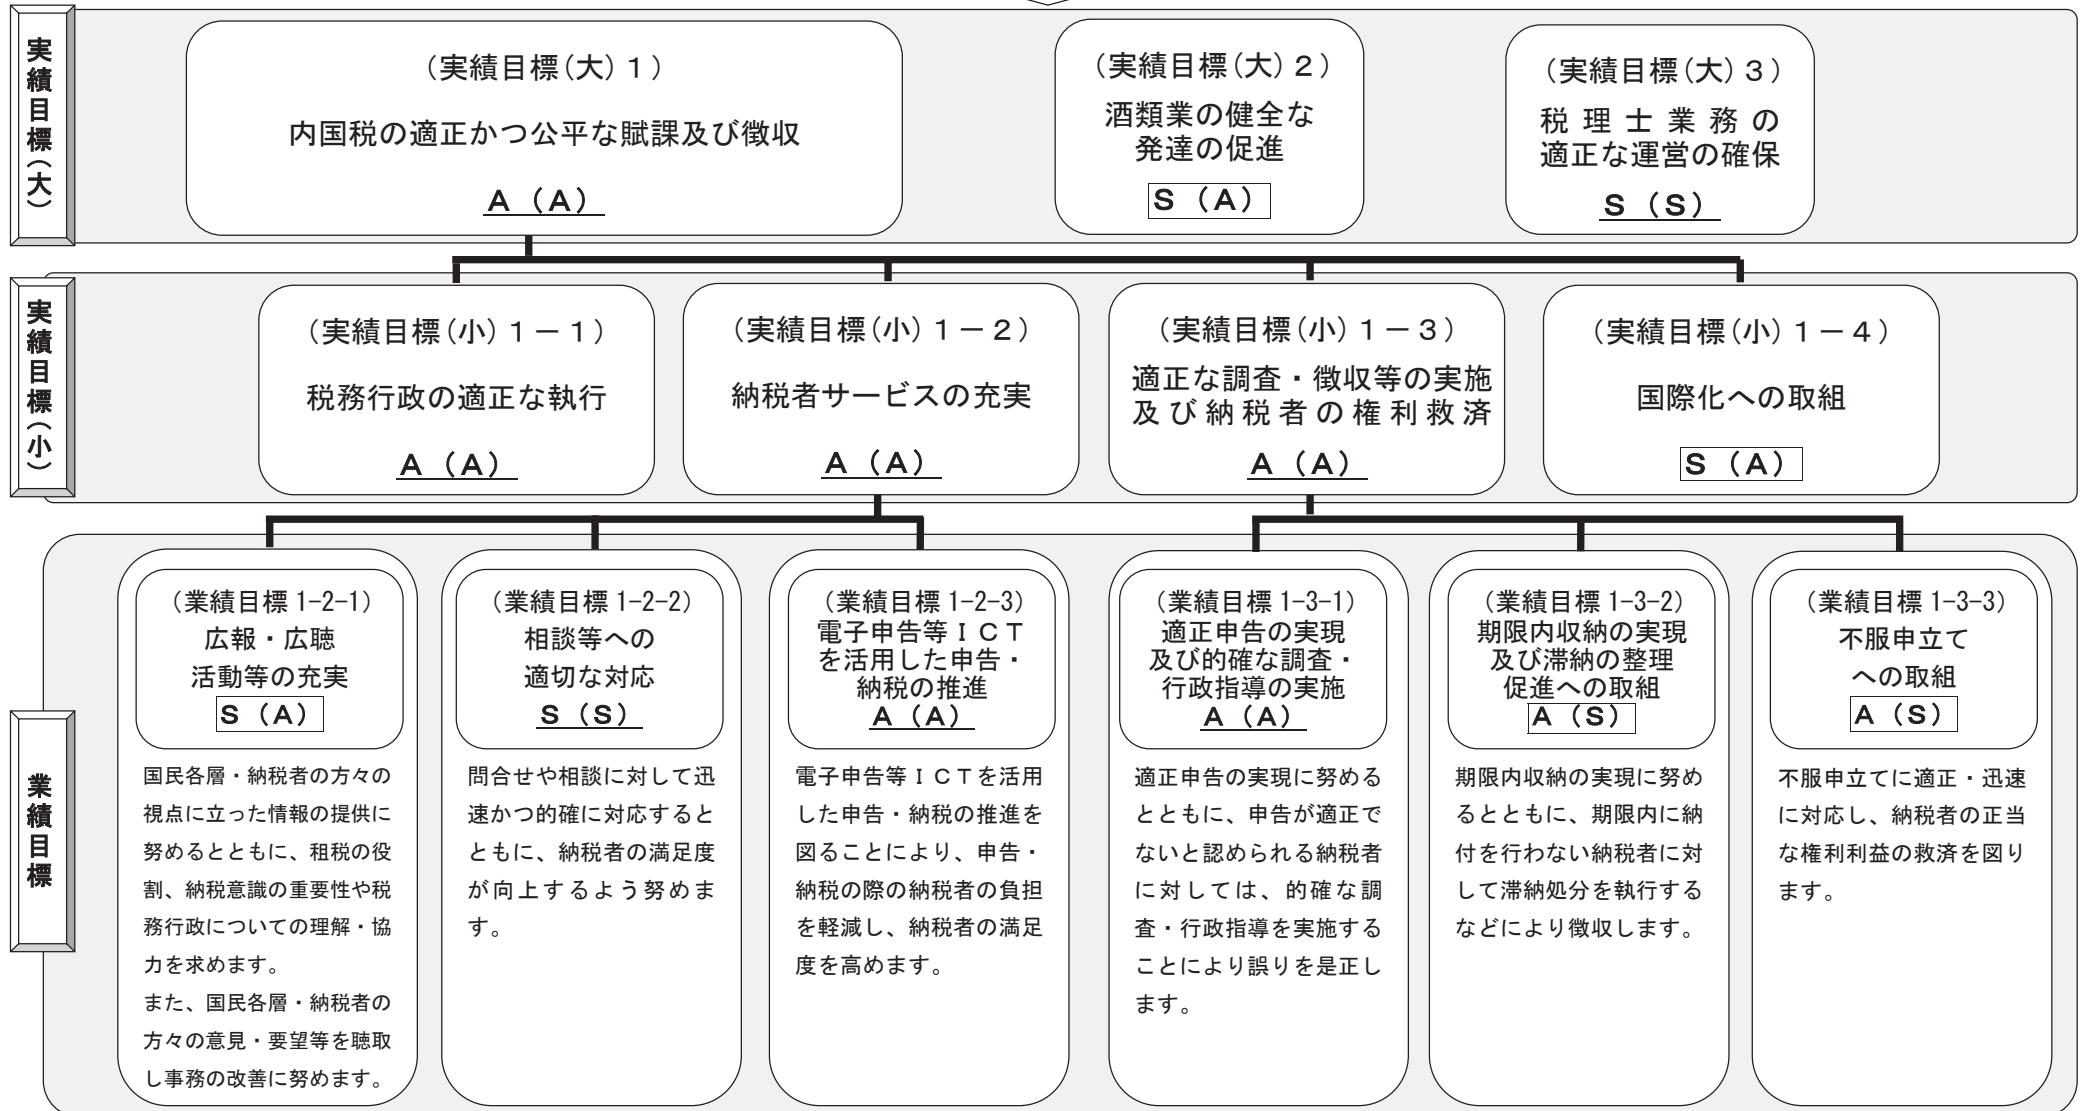 実績目標(大)
(実績目標(大)1)
内国税の適正かつ公平な賦課及び徴収
A (A)
(実績目標(大)2)
酒類業の健全な
発達の促進
S (A)
(実績目標(大)3)
税理士業務の
適正な運営の確保
S (S)
実績目標(小)
(実績目標(小)1－1)
税務行政の適正な執行
A (A)
(実績目標(小)1－2)
納税者サービスの充実
A (A)
(実績目標(小)1－3)
適正な調査・徴収等の実施
及び納税者の権利救済
A (A)
(実績目標(小)1－4)
国際化への取組
S (A)
業績目標
(業績目標 1-2-1)
広報・広聴
活動等の充実
S (A)
国民各層・納税者の方々の
視点に立った情報の提供に
努めるとともに、租税の役
割、納税意識の重要性や税
務行政についての理解・協
力を求めます。
また、国民各層・納税者の
方々の意見・要望等を聴取
し事務の改善に努めます。
(業績目標 1-2-2)
相談等への
適切な対応
S (S)
問合せや相談に対して迅
速かつ的確に対応すると
ともに、納税者の満足度
が向上するよう努めま
す。
(業績目標 1-2-3)
電子申告等ＩＣＴ
を活用した申告・
納税の推進
A (A)
電子申告等ＩＣＴを活用
した申告・納税の推進を
図ることにより、申告・
納税の際の納税者の負担
を軽減し、納税者の満足
度を高めます。
(業績目標 1-3-1)
適正申告の実現
及び的確な調査・
行政指導の実施
A (A)
適正申告の実現に努める
とともに、申告が適正で
ないと認められる納税者
に対しては、的確な調
査・行政指導を実施する
ことにより誤りを是正し
ます。
(業績目標 1-3-2)
期限内収納の実現
及び滞納の整理
促進への取組
A (S)
期限内収納の実現に努め
るとともに、期限内に納
付を行わない納税者に対
して滞納処分を執行する
などにより徴収します。
(業績目標 1-3-3)
不服申立て
への取組
A (S)
不服申立てに適正・迅速
に対応し、納税者の正当
な権利利益の救済を図り
ます。